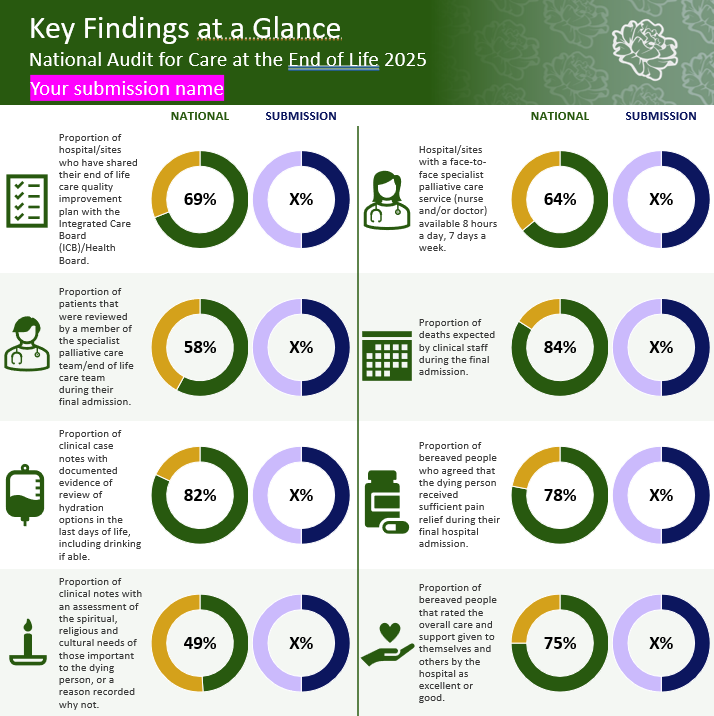 Key Findings at a Glance
National Audit for Care at the End of Life 2025
Your submission name
NATIONAL
SUBMISSION
Proportion of
hospital/sites
who have shared
their end of life
care quality
improvement
plan with the
Integrated Care
Board
(ICB)/Health
Board.
69%
X%
Proportion of
patients that
were reviewed
by a member of
the specialist
palliative care
team/end of life
care team
during their
final admission.
58%
X%
Proportion of
clinical case
notes with
documented
evidence of
review of
hydration
options in the
last days of life,
including drinking
if able.
82%
X%
Proportion of
clinical notes with
an assessment of
the spiritual,
religious and
cultural needs of
those important
to the dying
person, or a
reason recorded
why not.
49%
X%
NATIONAL
SUBMISSION
Hospital/sites
with a face-to-
face specialist
palliative care
service (nurse
and/or doctor)
available 8 hours
a day, 7 days a
week.
64%
X%
Proportion of
deaths expected
by clinical staff
during the final
admission.
84%
X%
Proportion of
bereaved people
who agreed that
the dying person
received
sufficient pain
relief during their
final hospital
admission.
78%
X%
Proportion of
bereaved people
that rated the
overall care and
support given to
themselves and
others by the
hospital as
excellent or
good.
75%
X%